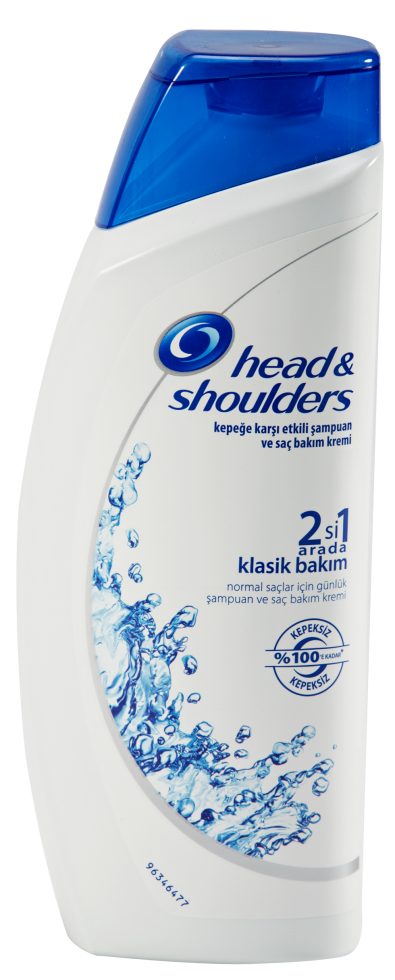 head&
shoulders
kepeğe karşı etkili şampuan
ve saç bakım kremi
2si1
arada
klasik bakım
normal saçlar için günlük
şampuan ve saç bakım kremi
KEPEKSİZ
%100'E KADAR*
KEPEKSİZ
96346477